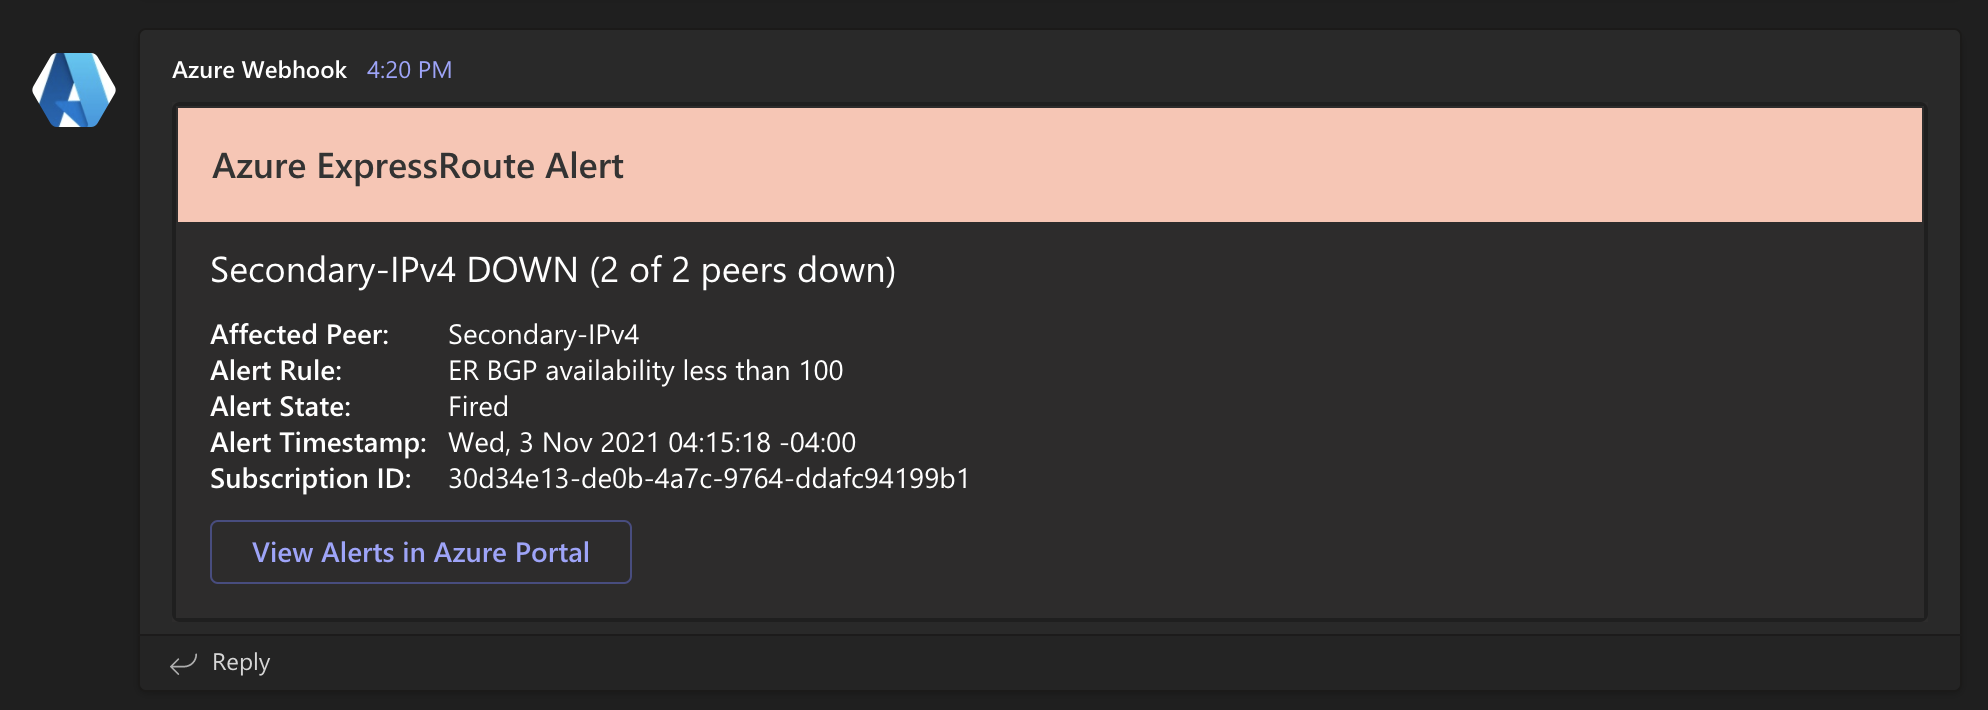 Azure Webhook 4:20 PM
Azure ExpressRoute Alert
Secondary-IPv4 DOWN (2 of 2 peers down)
Affected Peer: Secondary-IPv4
Alert Rule: ER BGP availability less than 100
Alert State: Fired
Alert Timestamp: Wed, 3 Nov 2021 04:15:18 -04:00
Subscription ID: 30d34e13-de0b-4a7c-9764-ddafc94199b1
View Alerts in Azure Portal
Reply